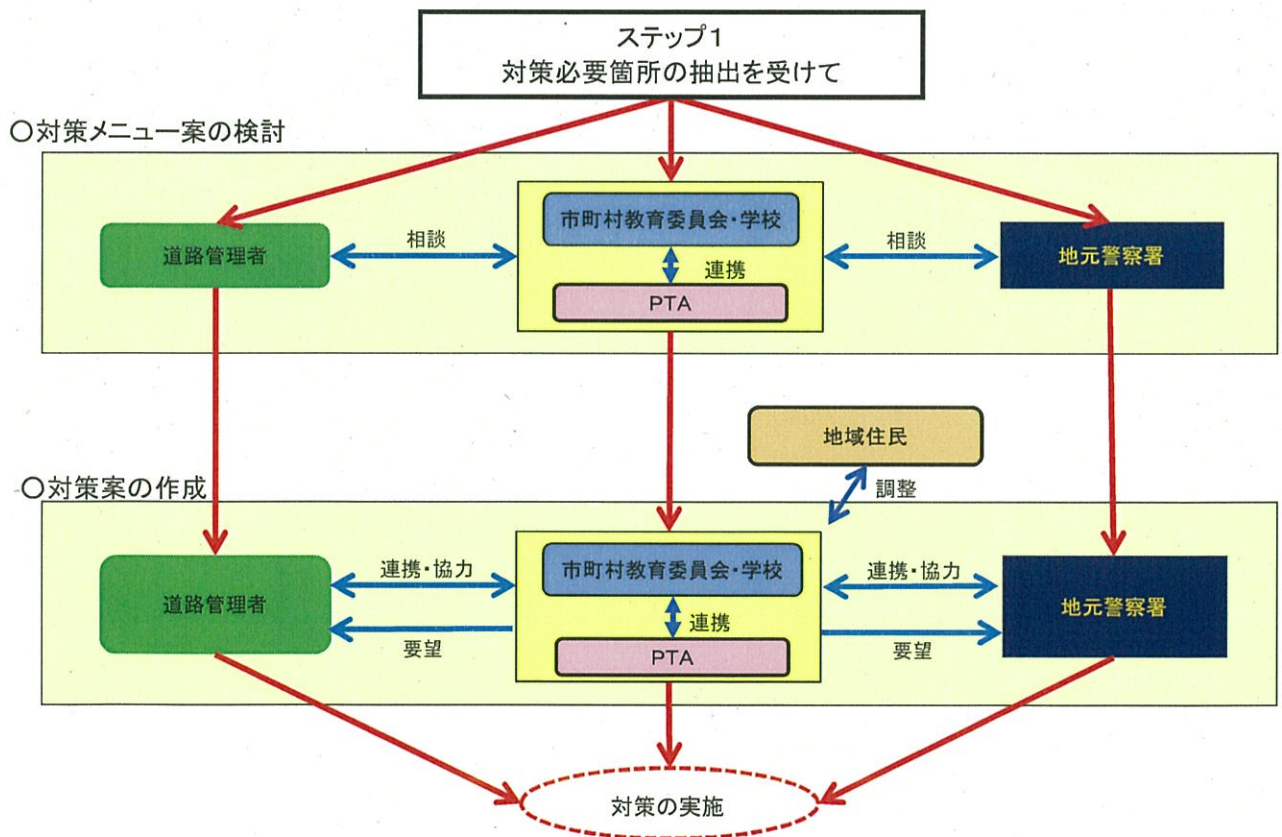 ステップ1
対策必要箇所の抽出を受けて
○対策メニュー案の検討
道路管理者
相談
市町村教育委員会・学校
連携
PTA
相談
地元警察署
地域住民
調整
○対策案の作成
道路管理者
連携・協力
要望
市町村教育委員会・学校
連携
PTA
連携・協力
要望
地元警察署
対策の実施